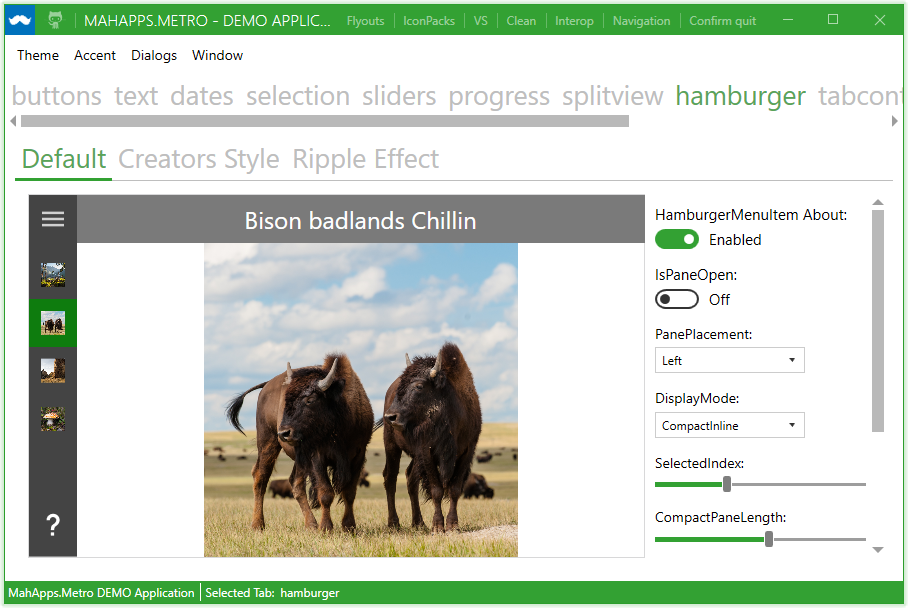 MAHAPPS.METRO - DEMO APPLIC... Flyouts IconPacks VS Clean Interop Navigation Confirm quit
Theme Accent Dialogs Window
buttons text dates selection sliders progress splitview hamburger tabcont
Default Creators Style Ripple Effect
Bison badlands Chillin
HamburgerMenuItem About:
Enabled
IsPaneOpen:
Off
PanePlacement:
Left
DisplayMode:
CompactInline
SelectedIndex:
CompactPaneLength:
?
MahApps.Metro DEMO Application Selected Tab: hamburger